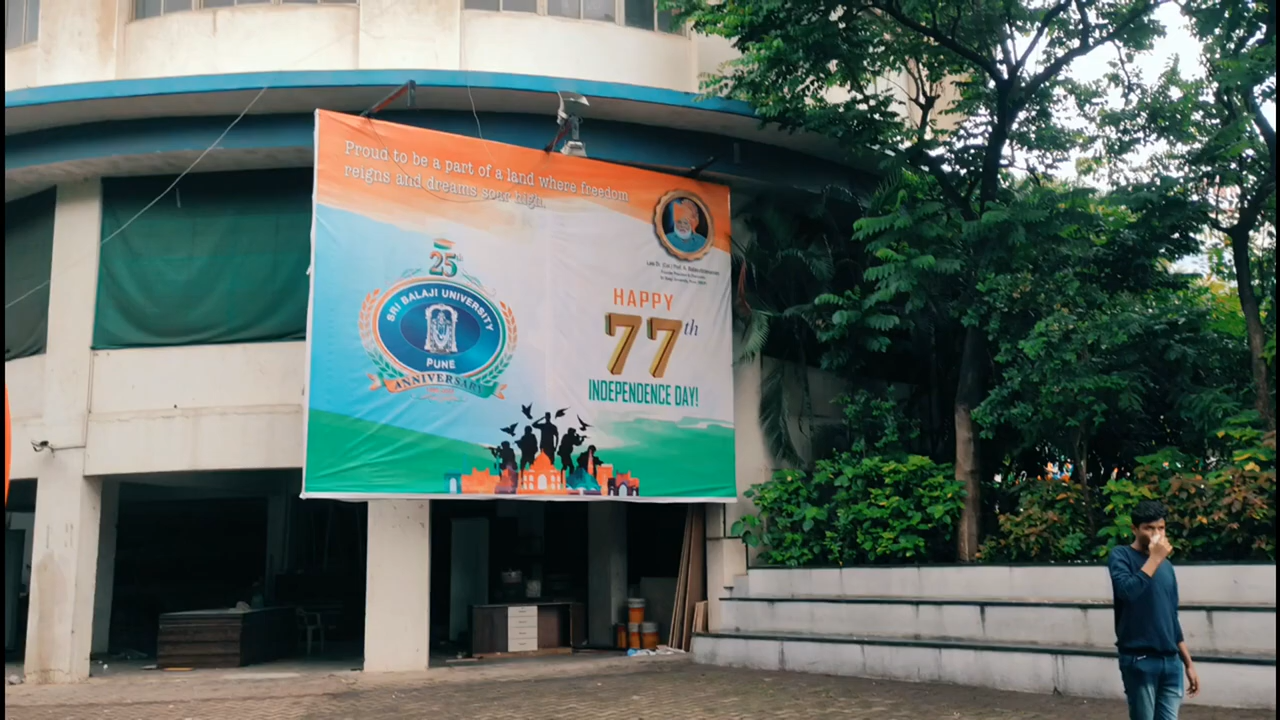 Proud to be a part of a land where freedom
reigns and dreams soar high.
25th
SRI BALAJI UNIVERSITY
PUNE
ANNIVERSARY
HAPPY
77th
INDEPENDENCE DAY!